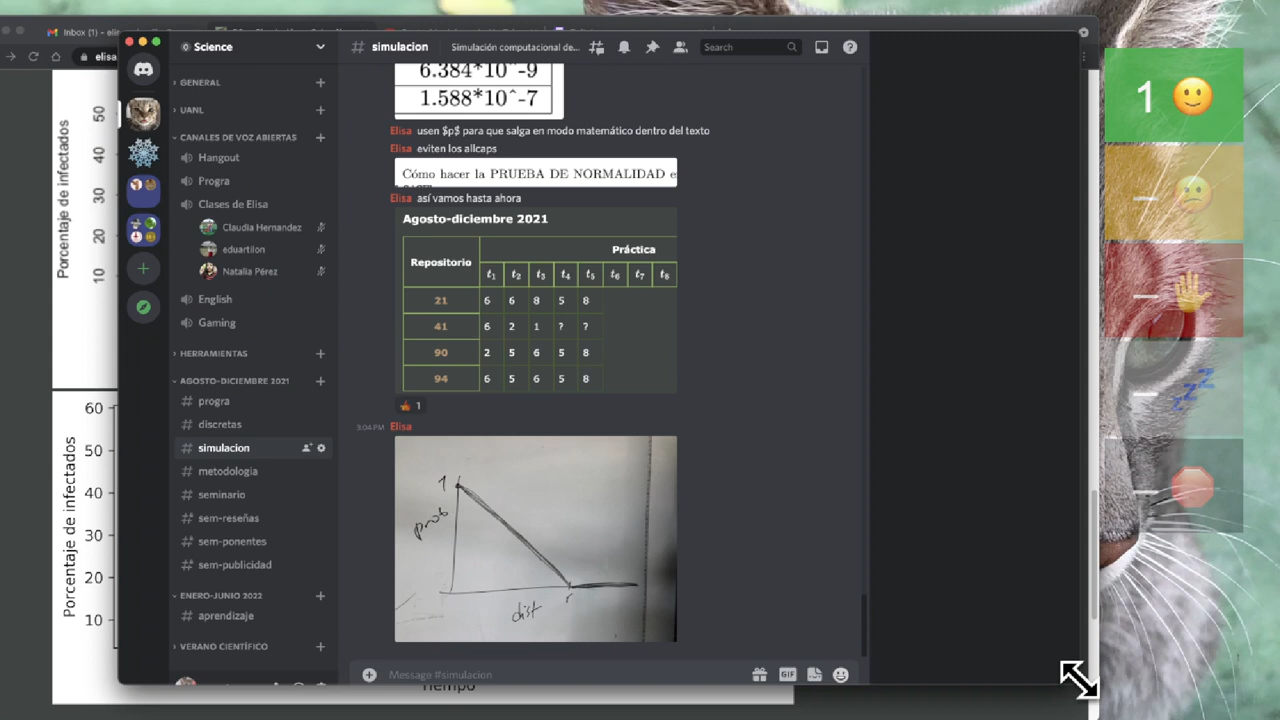 Inbox (1) - eli
elisa
Porcentaje de infectados
50
40
30
20
10
60
50
40
30
20
10
Porcentaje de infectados
Tiempo
Science
GENERAL
UANL
CANALES DE VOZ ABIERTAS
Hangout
Progra
Clases de Elisa
Claudia Hernandez
eduartilon
Natalia Pérez
English
Gaming
HERRAMIENTAS
AGOSTO-DICIEMBRE 2021
progra
discretas
simulacion
metodologia
seminario
sem-reseñas
sem-ponentes
sem-publicidad
ENERO-JUNIO 2022
aprendizaje
VERANO CIENTÍFICO
# simulacion
Simulación computacional de...
Search
6.384*10^-9
1.588*10^-7
Elisa usen $p$ para que salga en modo matemático dentro del texto
Elisa eviten los allcaps
Cómo hacer la PRUEBA DE NORMALIDAD e
Elisa así vamos hasta ahora
Agosto-diciembre 2021
Repositorio Práctica
t1 t2 t3 t4 t5 t6 t7 t8
21 6 6 8 5 8
41 6 2 1 ? ?
90 2 5 6 5 8
94 6 5 6 5 8
👍 1
3:04 PM Elisa
1
prob
dist
r
Message #simulacion
GIF
1 🙂